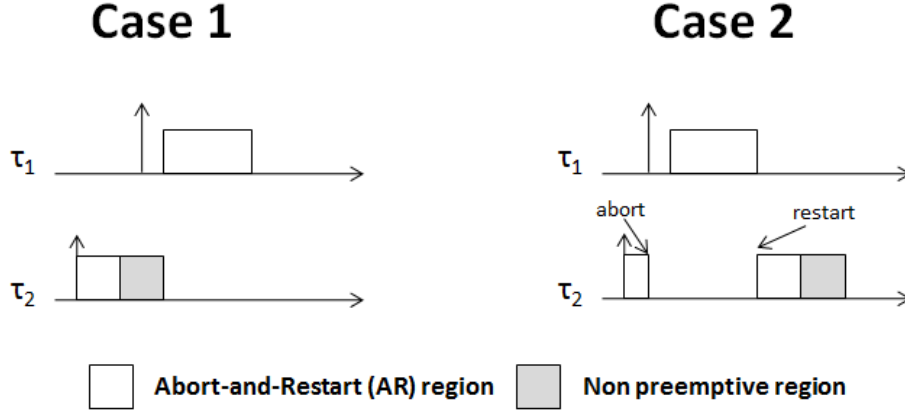 Case 1
Case 2
τ1
τ1
abort
restart
τ2
τ2
Abort-and-Restart (AR) region
Non preemptive region